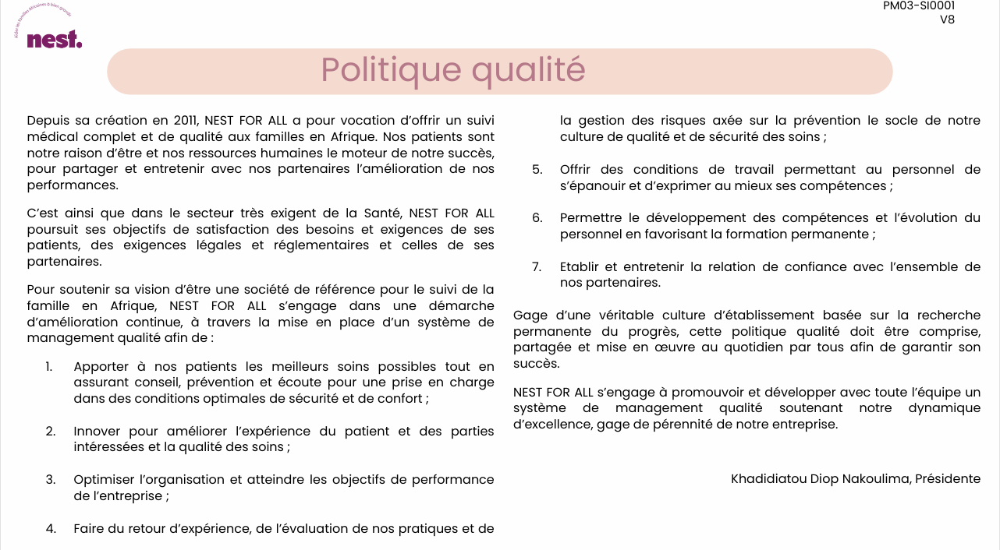 Aider les familles Africaines à bien grandir
nest.
PM03-SI0001
V8
Politique qualité
Depuis sa création en 2011, NEST FOR ALL a pour vocation d’offrir un suivi
médical complet et de qualité aux familles en Afrique. Nos patients sont
notre raison d’être et nos ressources humaines le moteur de notre succès,
pour partager et entretenir avec nos partenaires l’amélioration de nos
performances.
C’est ainsi que dans le secteur très exigent de la Santé, NEST FOR ALL
poursuit ses objectifs de satisfaction des besoins et exigences de ses
patients, des exigences légales et réglementaires et celles de ses
partenaires.
Pour soutenir sa vision d’être une société de référence pour le suivi de la
famille en Afrique, NEST FOR ALL s’engage dans une démarche
d’amélioration continue, à travers la mise en place d’un système de
management qualité afin de :
1. Apporter à nos patients les meilleurs soins possibles tout en
assurant conseil, prévention et écoute pour une prise en charge
dans des conditions optimales de sécurité et de confort ;
2. Innover pour améliorer l’expérience du patient et des parties
intéressées et la qualité des soins ;
3. Optimiser l’organisation et atteindre les objectifs de performance
de l’entreprise ;
4. Faire du retour d’expérience, de l’évaluation de nos pratiques et de
la gestion des risques axée sur la prévention le socle de notre
culture de qualité et de sécurité des soins ;
5. Offrir des conditions de travail permettant au personnel de
s’épanouir et d’exprimer au mieux ses compétences ;
6. Permettre le développement des compétences et l’évolution du
personnel en favorisant la formation permanente ;
7. Etablir et entretenir la relation de confiance avec l’ensemble de
nos partenaires.
Gage d’une véritable culture d’établissement basée sur la recherche
permanente du progrès, cette politique qualité doit être comprise,
partagée et mise en œuvre au quotidien par tous afin de garantir son
succès.
NEST FOR ALL s’engage à promouvoir et développer avec toute l’équipe un
système de management qualité soutenant notre dynamique
d’excellence, gage de pérennité de notre entreprise.
Khadidiatou Diop Nakoulima, Présidente